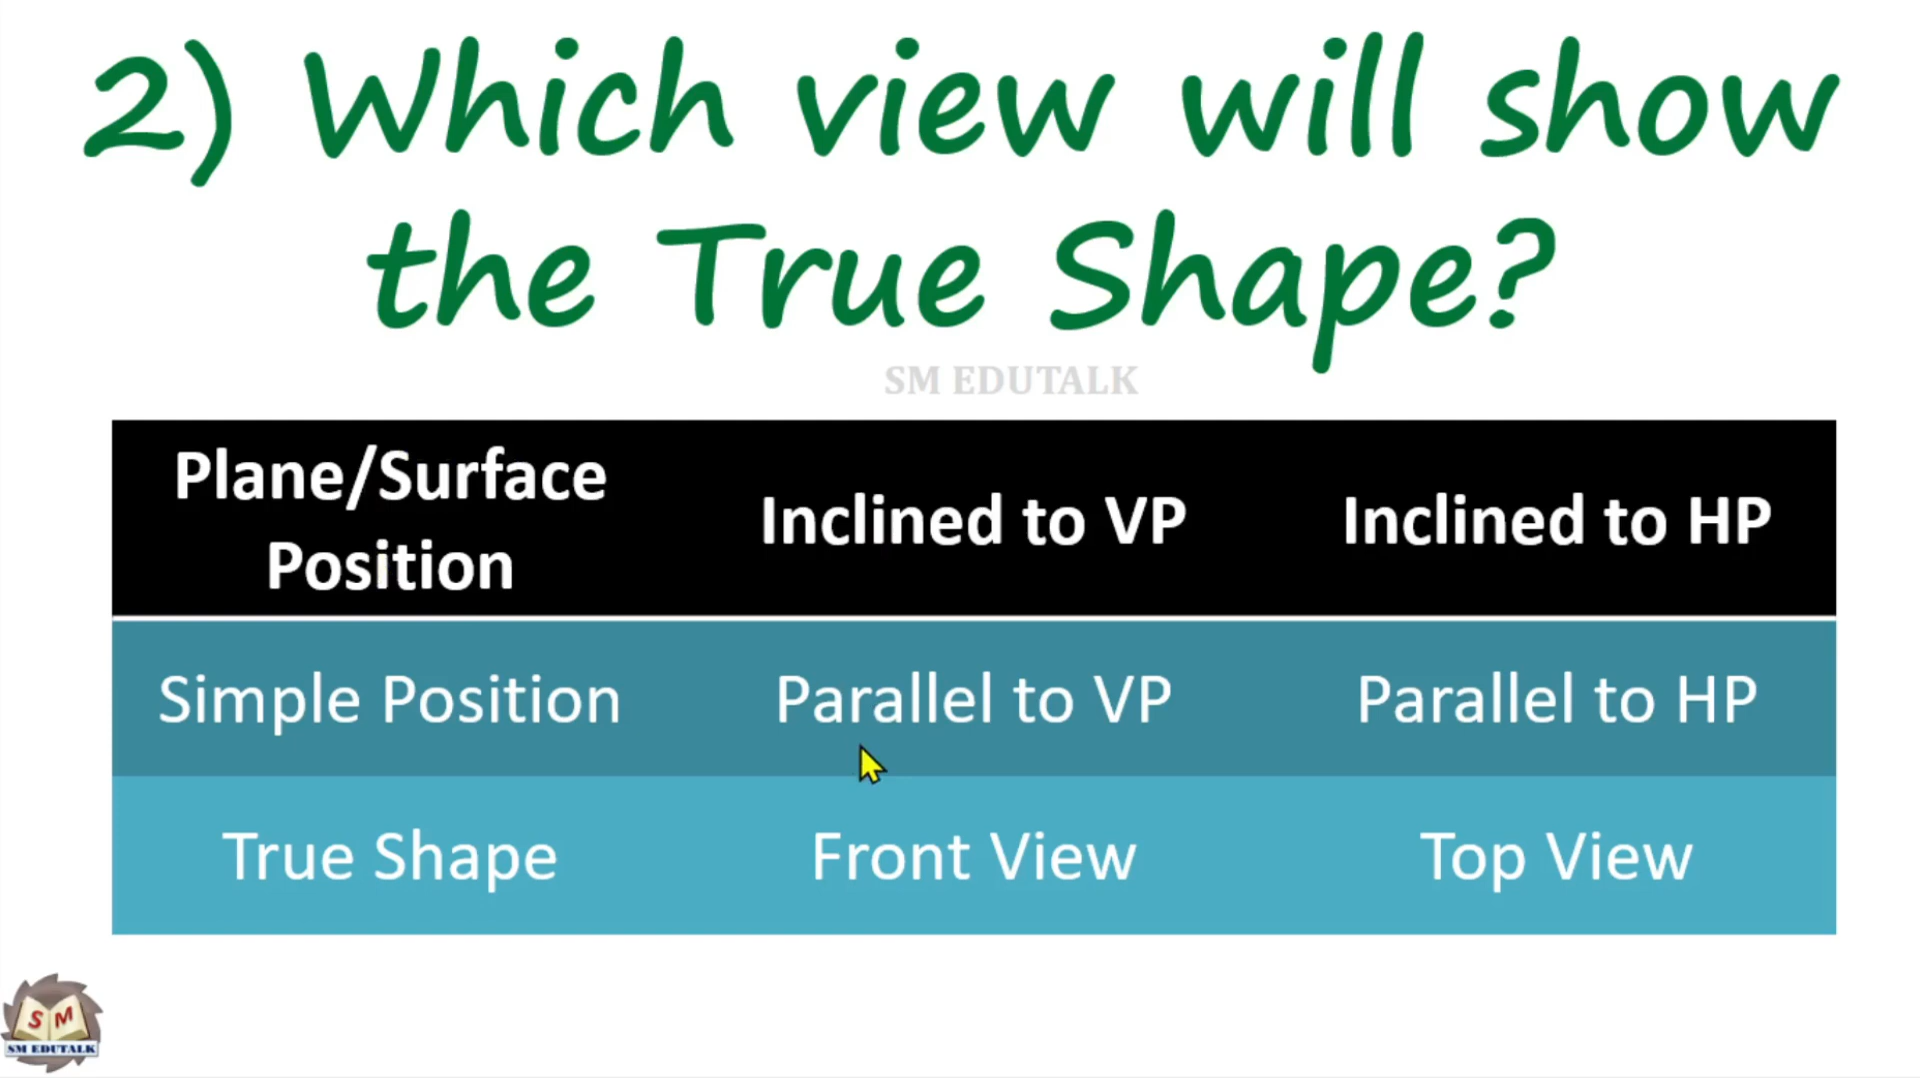 2) Which view will show
the True Shape?
SM EDUTALK
Plane/Surface
Position
Inclined to VP
Inclined to HP
Simple Position
Parallel to VP
Parallel to HP
True Shape
Front View
Top View
S M
SM EDUTALK